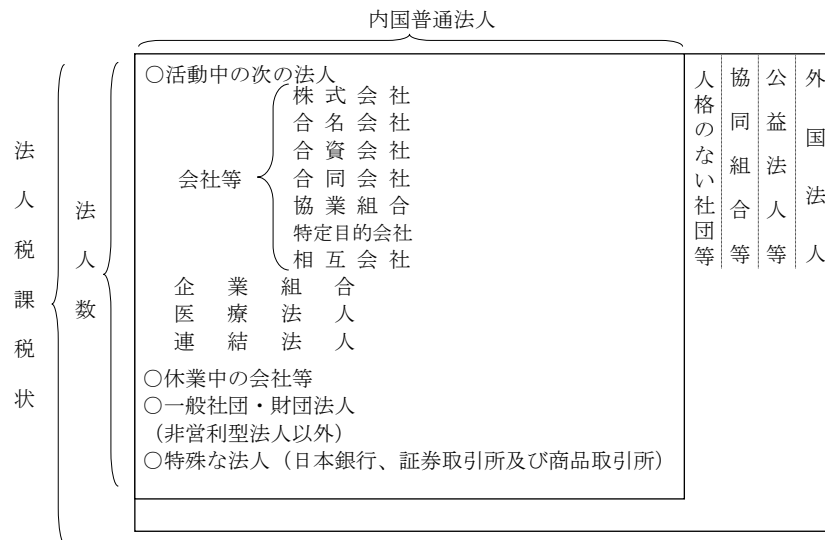 内国普通法人
○活動中の次の法人
株式会社
合名会社
合資会社
会社等
合同会社
協業組合
特定目的会社
相互会社
企業組合
医療法人
連結法人
○休業中の会社等
○一般社団・財団法人
(非営利型法人以外)
○特殊な法人(日本銀行、証券取引所及び商品取引所)
法人税課税状
法人数
人格のない社団等
協同組合等
公益法人等
外国法人